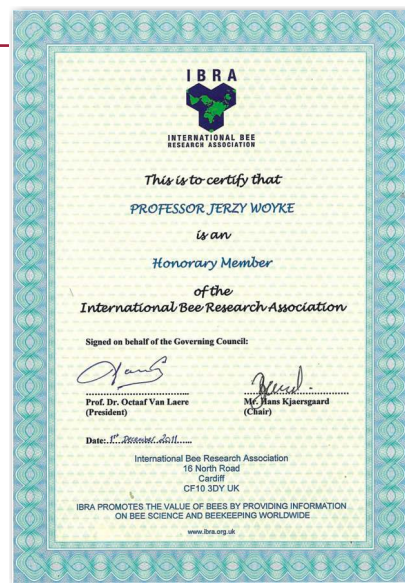 IBRA
INTERNATIONAL BEE
RESEARCH ASSOCIATION
This is to certify that
PROFESSOR JERZY WOYKE
is an
Honorary Member
of the
International Bee Research Association
Signed on behalf of the Governing Council:
Prof. Dr. Octaaf Van Laere
(President)
Mr. Hans Kjaersgaard
(Chair)
Date: 1st December 2011
International Bee Research Association
16 North Road
Cardiff
CF10 3DY UK
IBRA PROMOTES THE VALUE OF BEES BY PROVIDING INFORMATION
ON BEE SCIENCE AND BEEKEEPING WORLDWIDE
www.ibra.org.uk